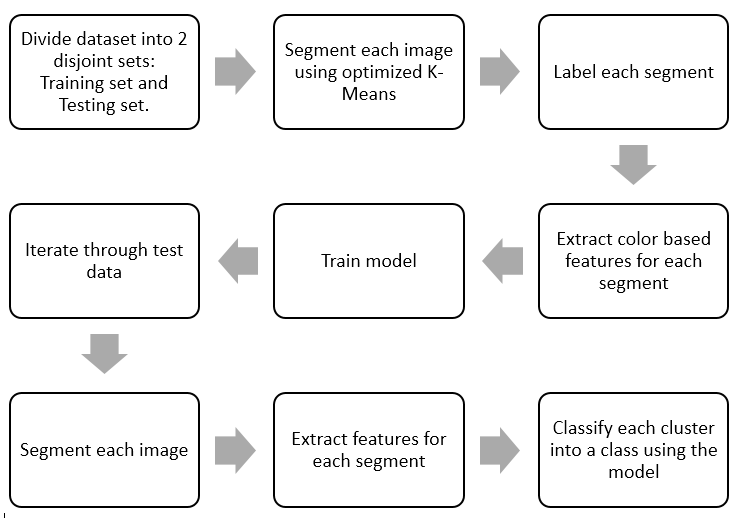 Divide dataset into 2
disjoint sets:
Training set and
Testing set.
Segment each image
using optimized K-
Means
Label each segment
Extract color based
features for each
segment
Train model
Iterate through test
data
Segment each image
Extract features for
each segment
Classify each cluster
into a class using the
model